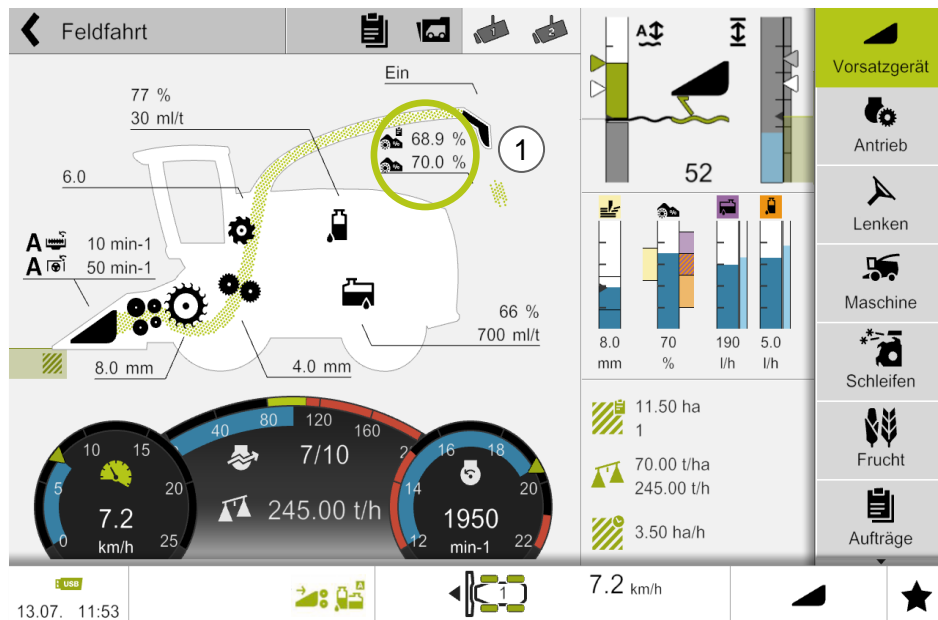 Feldfahrt
1
2
Ein
77 %
30 ml/t
68.9 %
70.0 %
1
6.0
A 10 min-1
A 50 min-1
66 %
700 ml/t
8.0 mm
4.0 mm
A
52
8.0
mm
70
%
190
l/h
5.0
l/h
11.50 ha
1
70.00 t/ha
245.00 t/h
3.50 ha/h
0
5
10
15
20
25
7.2
km/h
40
80
120
160
2
7/10
245.00 t/h
12
14
16
18
20
22
1950
min-1
Vorsatzgerät
Antrieb
Lenken
Maschine
Schleifen
Frucht
Aufträge
USB
13.07. 11:53
A
1
7.2 km/h